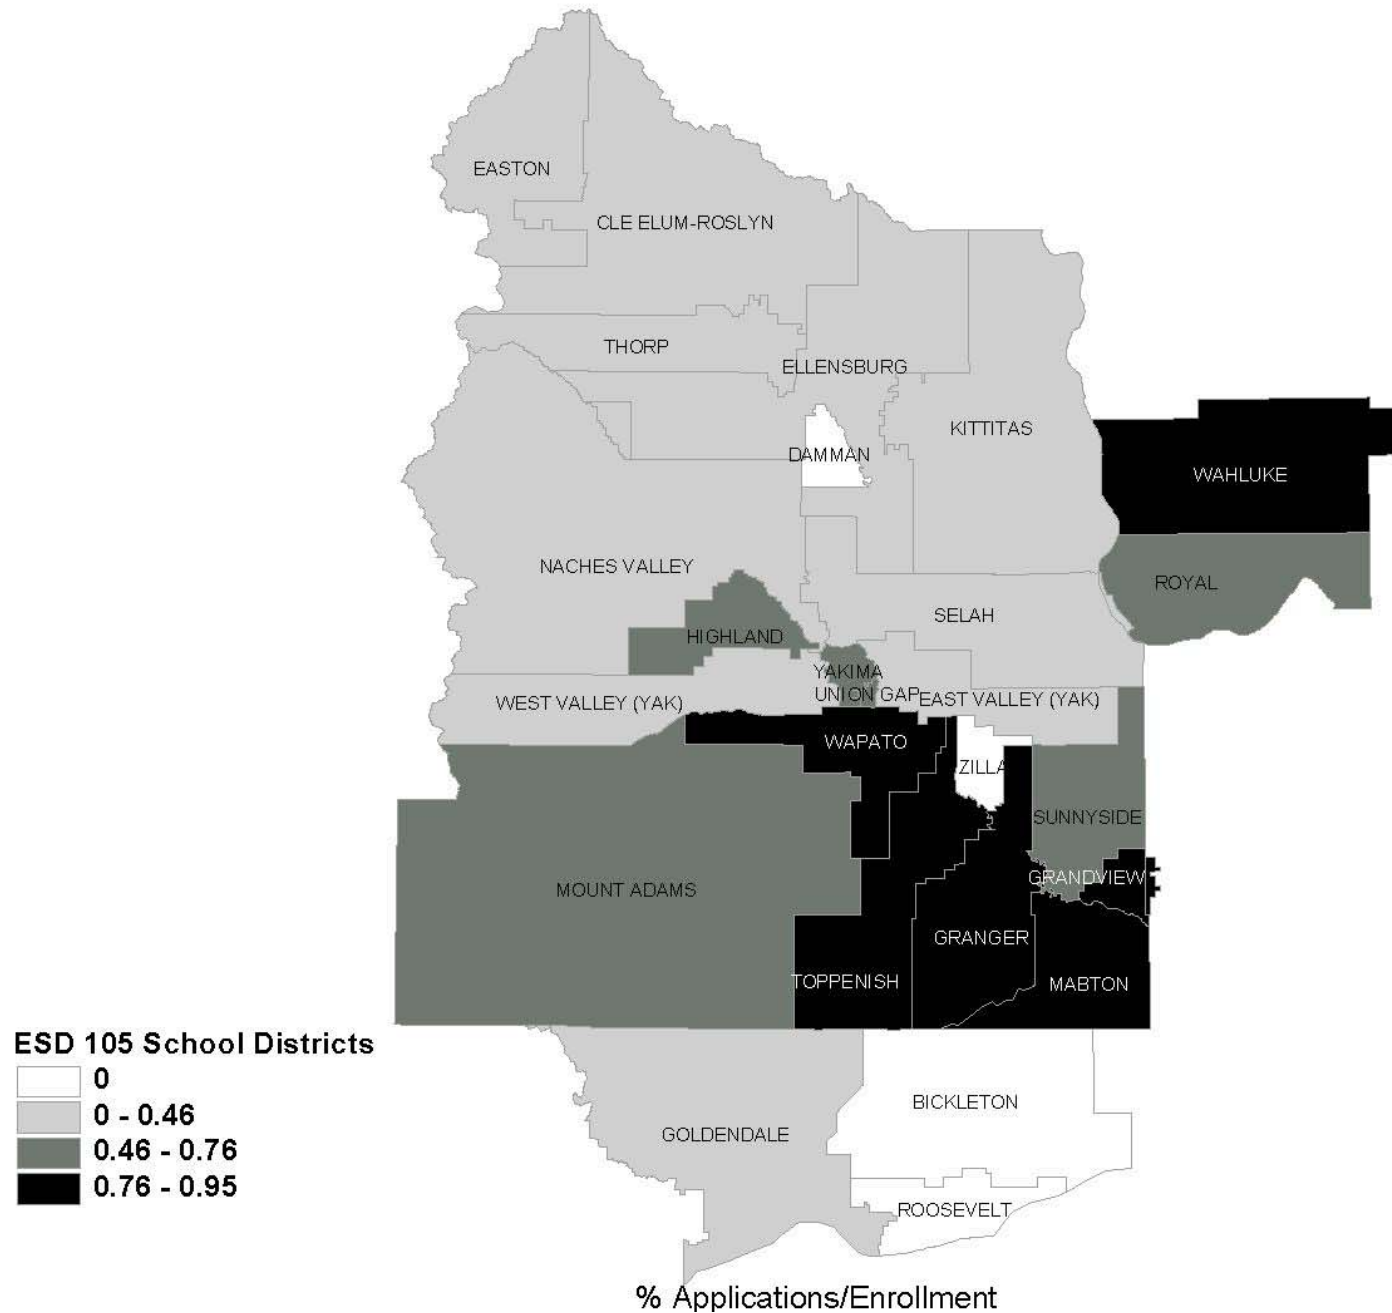 EASTON
CLE ELUM-ROSLYN
THORP
ELLENSBURG
KITTITAS
DAMMAN
WAHLUKE
NACHES VALLEY
ROYAL
SELAH
HIGHLAND
YAKIMA
UNION GAP
EAST VALLEY (YAK)
WEST VALLEY (YAK)
WAPATO
ZILLA
SUNNYSIDE
GRANDVIEW
MOUNT ADAMS
GRANGER
TOPPENISH
MABTON
ESD 105 School Districts
0
0 - 0.46
0.46 - 0.76
0.76 - 0.95
BICKLETON
GOLDENDALE
ROOSEVELT
% Applications/Enrollment